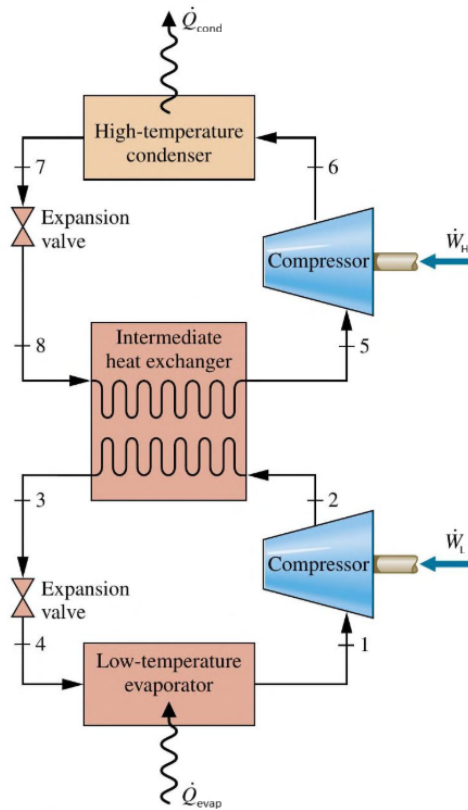 Q̇cond
High-temperature
condenser
7
6
Expansion
valve
Compressor
ẆH
Intermediate
heat exchanger
8
5
3
2
Expansion
valve
Compressor
ẆL
4
1
Low-temperature
evaporator
Q̇evap